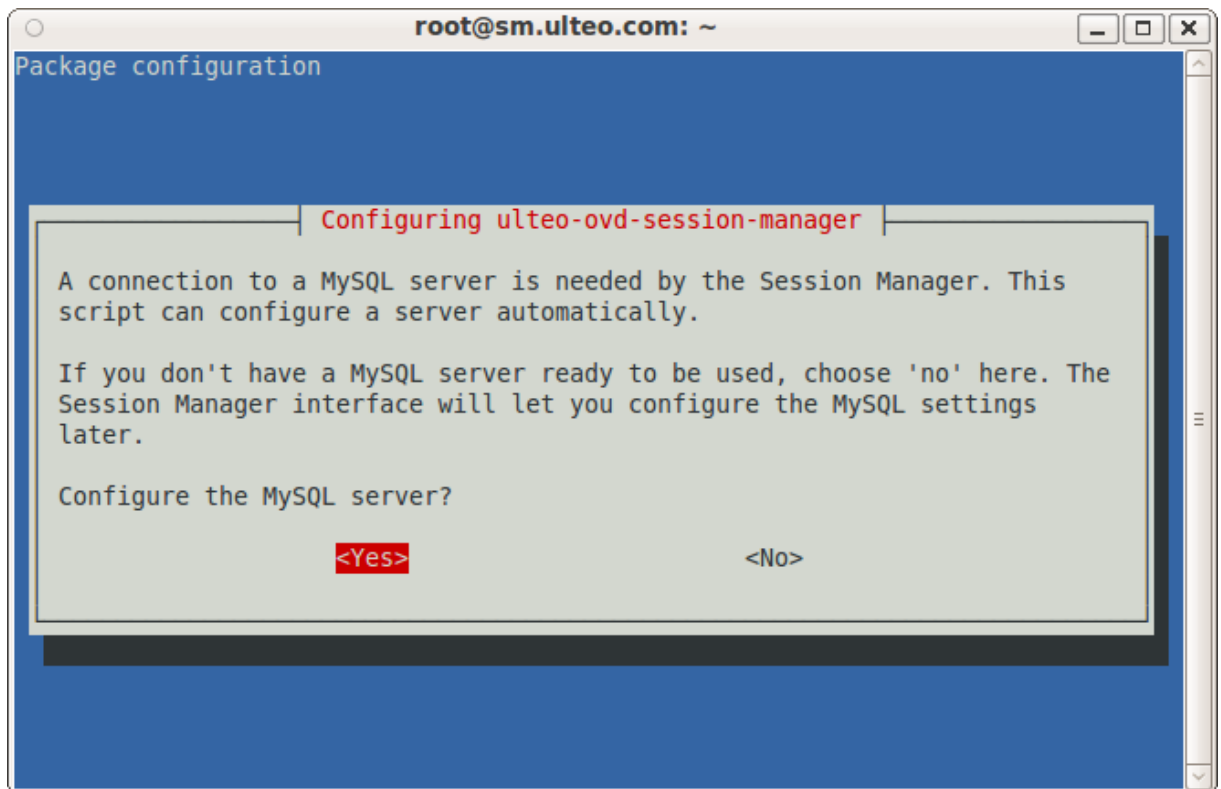 root@sm.ulteo.com: ~
Package configuration
Configuring ulteo-ovd-session-manager
A connection to a MySQL server is needed by the Session Manager. This
script can configure a server automatically.
If you don't have a MySQL server ready to be used, choose 'no' here. The
Session Manager interface will let you configure the MySQL settings
later.
Configure the MySQL server?
<Yes> <No>